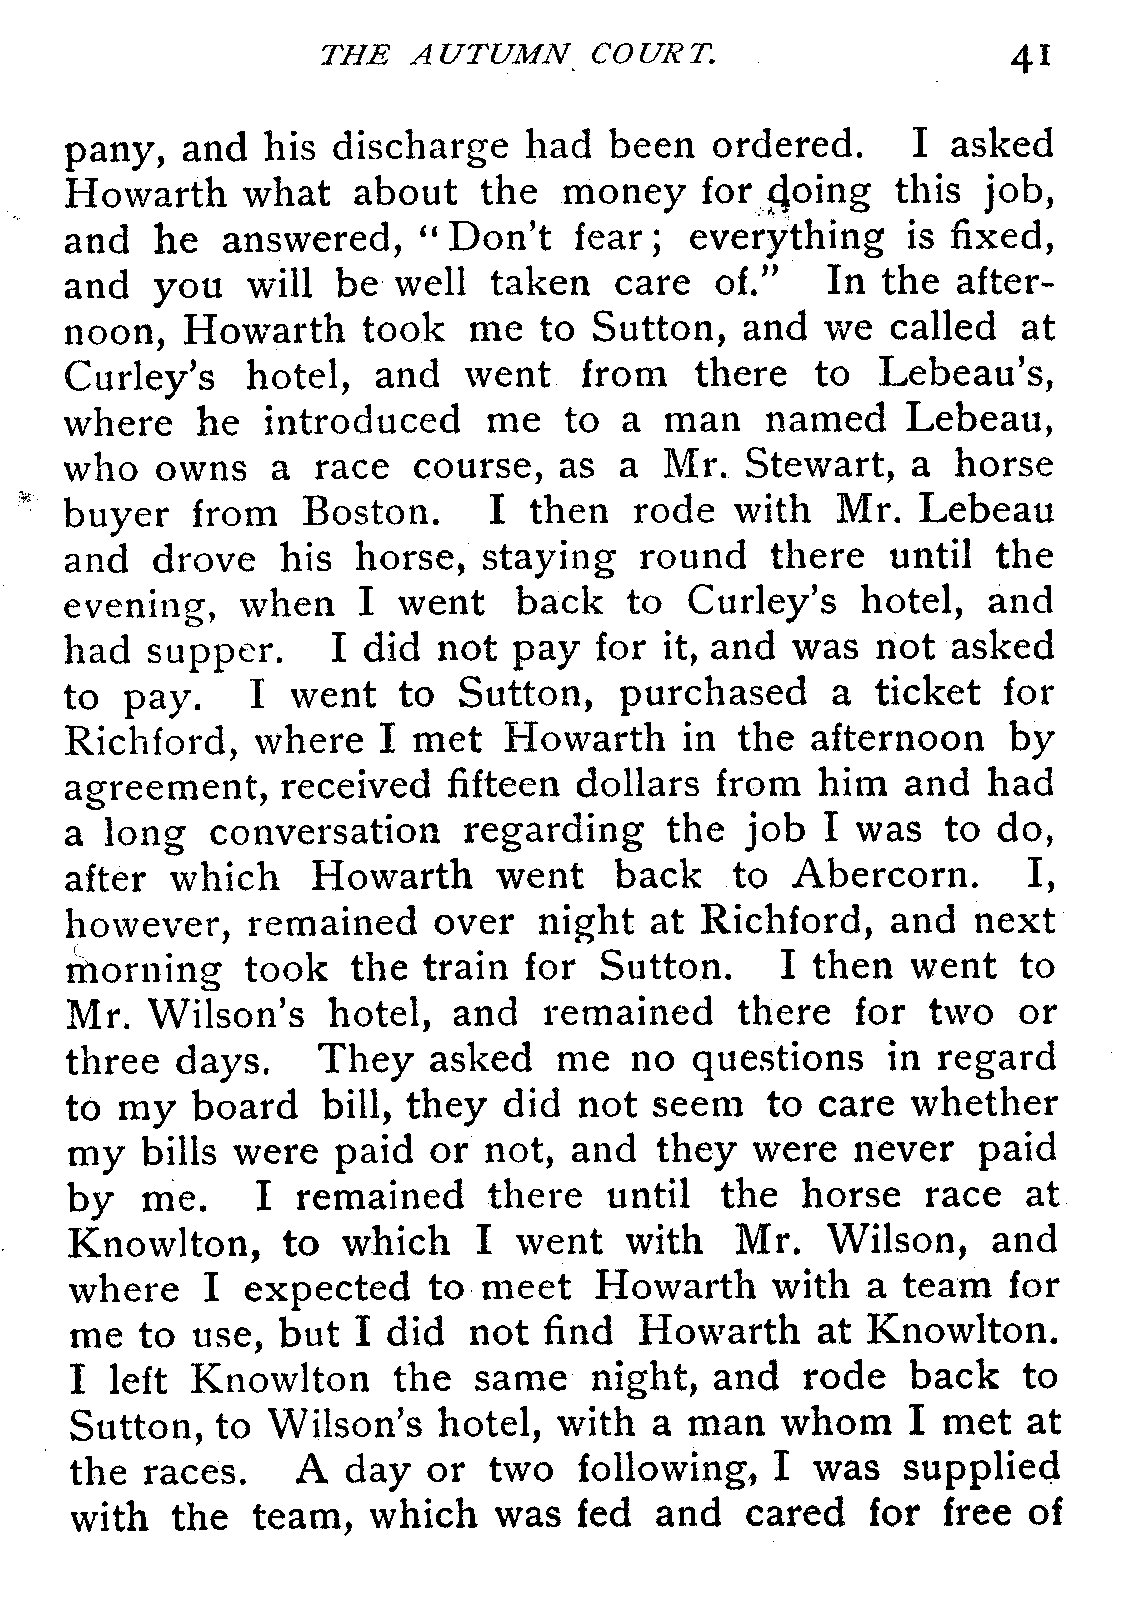 THE AUTUMN COURT. 41
pany, and his discharge had been ordered. I asked
Howarth what about the money for doing this job,
and he answered, “Don't fear; everything is fixed,
and you will be well taken care of.” In the after-
noon, Howarth took me to Sutton, and we called at
Curley's hotel, and went from there to Lebeau's,
where he introduced me to a man named Lebeau,
who owns a race course, as a Mr. Stewart, a horse
buyer from Boston. I then rode with Mr. Lebeau
and drove his horse, staying round there until the
evening, when I went back to Curley's hotel, and
had supper. I did not pay for it, and was not asked
to pay. I went to Sutton, purchased a ticket for
Richford, where I met Howarth in the afternoon by
agreement, received fifteen dollars from him and had
a long conversation regarding the job I was to do,
after which Howarth went back to Abercorn. I,
however, remained over night at Richford, and next
morning took the train for Sutton. I then went to
Mr. Wilson's hotel, and remained there for two or
three days. They asked me no questions in regard
to my board bill, they did not seem to care whether
my bills were paid or not, and they were never paid
by me. I remained there until the horse race at
Knowlton, to which I went with Mr. Wilson, and
where I expected to meet Howarth with a team for
me to use, but I did not find Howarth at Knowlton.
I left Knowlton the same night, and rode back to
Sutton, to Wilson's hotel, with a man whom I met at
the races. A day or two following, I was supplied
with the team, which was fed and cared for free of